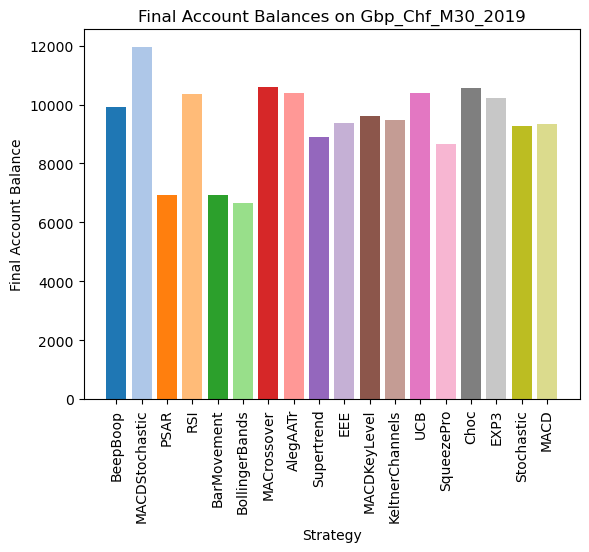 Final Account Balances on Gbp_Chf_M30_2019
Final Account Balance
12000
10000
8000
6000
4000
2000
0
BeepBoop
MACDStochastic
PSAR
RSI
BarMovement
BollingerBands
MACrossover
AlegAATr
Supertrend
EEE
MACDKeyLevel
KeltnerChannels
UCB
SqueezePro
Choc
EXP3
Stochastic
MACD
Strategy